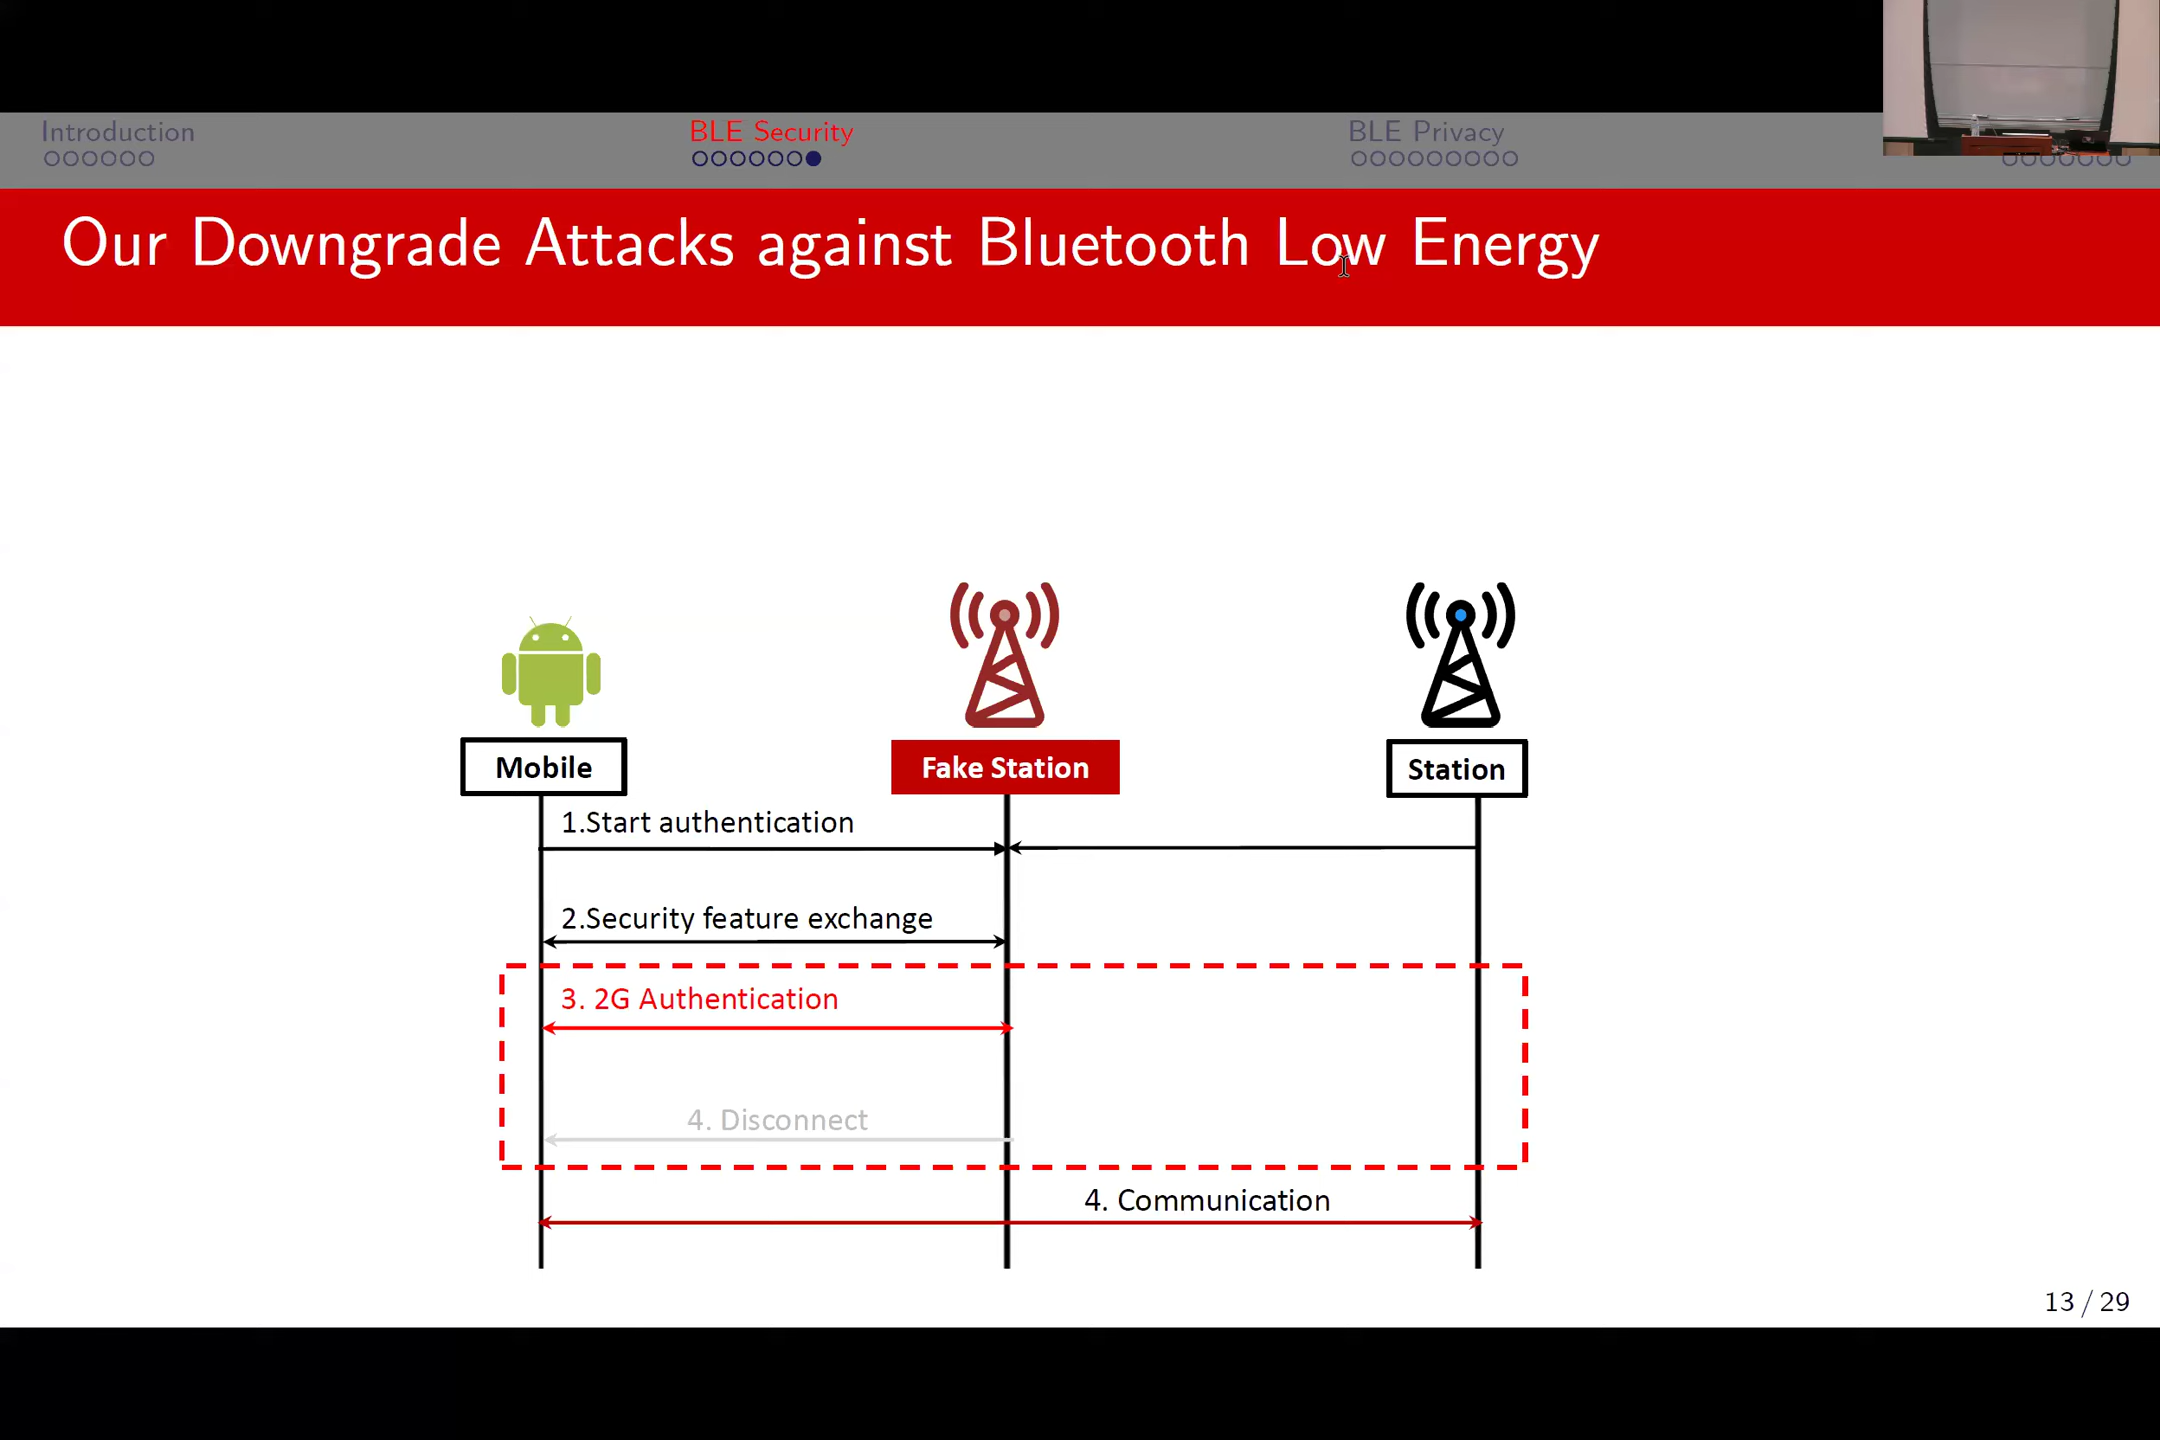 Introduction
BLE Security
BLE Privacy
Our Downgrade Attacks against Bluetooth Low Energy
Mobile
Fake Station
Station
1.Start authentication
2.Security feature exchange
3. 2G Authentication
4. Disconnect
4. Communication
13 / 29